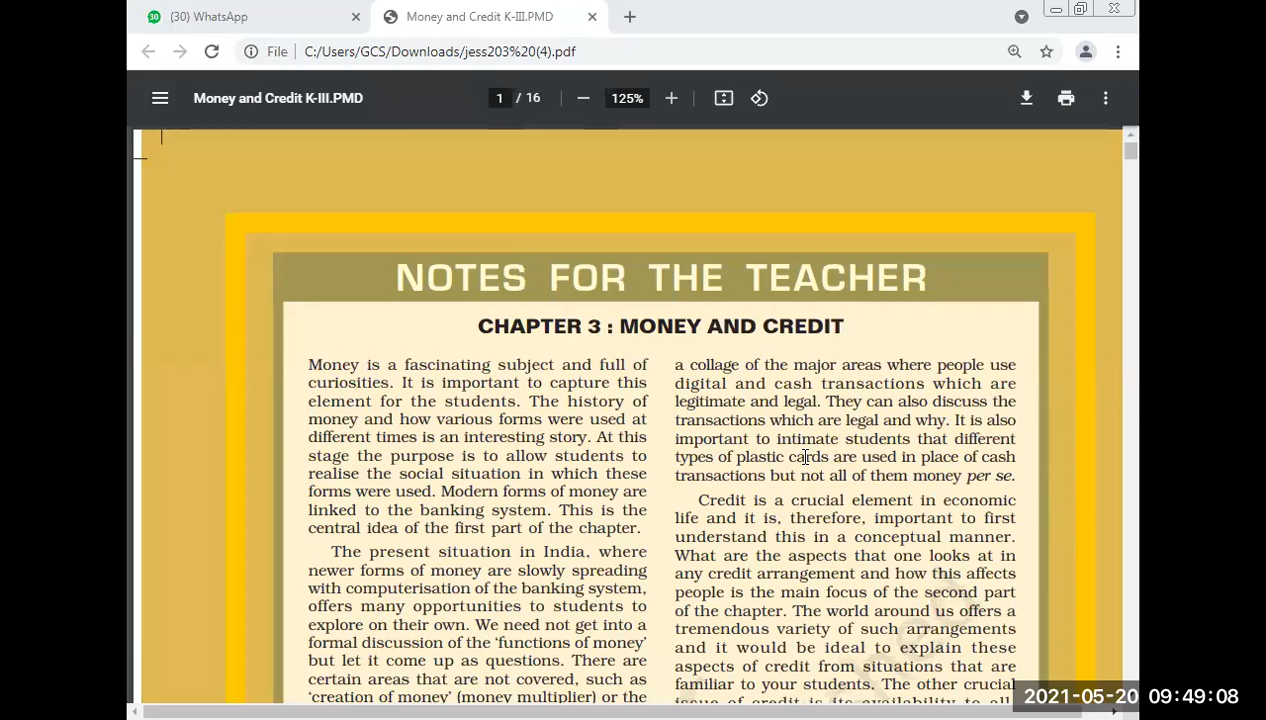 (30) WhatsApp
Money and Credit K-III.PMD
File
C:/Users/GCS/Downloads/jess203%20(4).pdf
Money and Credit K-III.PMD
1 / 16
125%
NOTES FOR THE TEACHER
CHAPTER 3 : MONEY AND CREDIT
Money is a fascinating subject and full of
curiosities. It is important to capture this
element for the students. The history of
money and how various forms were used at
different times is an interesting story. At this
stage the purpose is to allow students to
realise the social situation in which these
forms were used. Modern forms of money are
linked to the banking system. This is the
central idea of the first part of the chapter.
The present situation in India, where
newer forms of money are slowly spreading
with computerisation of the banking system,
offers many opportunities to students to
explore on their own. We need not get into a
formal discussion of the ‘functions of money’
but let it come up as questions. There are
certain areas that are not covered, such as
‘creation of money’ (money multiplier) or the
a collage of the major areas where people use
digital and cash transactions which are
legitimate and legal. They can also discuss the
transactions which are legal and why. It is also
important to intimate students that different
types of plastic cards are used in place of cash
transactions but not all of them money per se.
Credit is a crucial element in economic
life and it is, therefore, important to first
understand this in a conceptual manner.
What are the aspects that one looks at in
any credit arrangement and how this affects
people is the main focus of the second part
of the chapter. The world around us offers a
tremendous variety of such arrangements
and it would be ideal to explain these
aspects of credit from situations that are
familiar to your students. The other crucial
issue of credit is its availability to all
2021-05-20 09:49:08